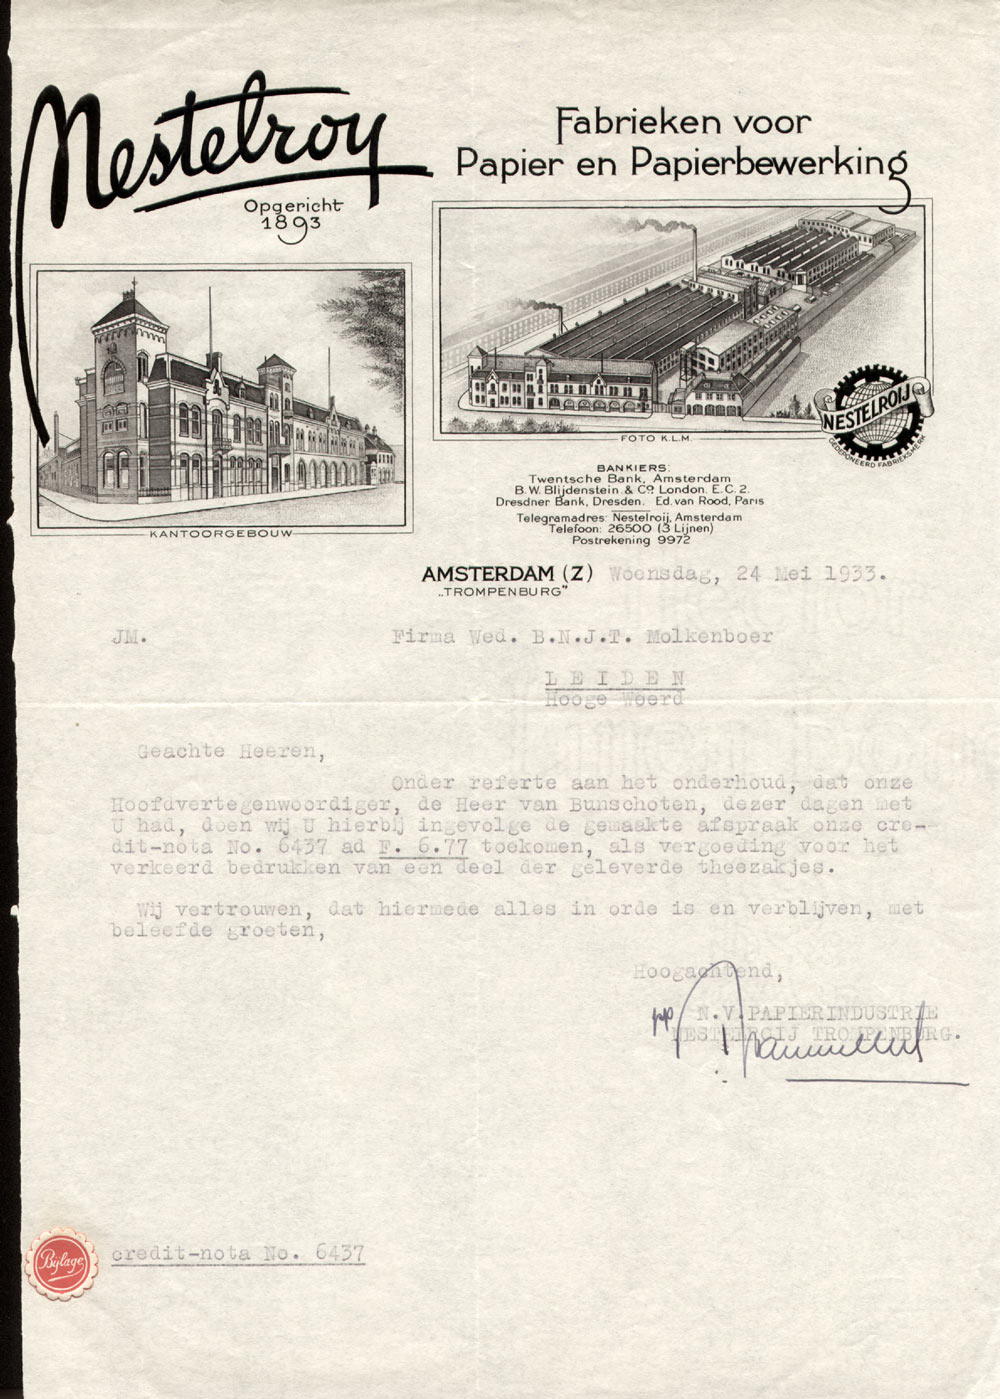 Nestelroy
Opgericht
1893
Fabrieken voor
Papier en Papierbewerking
KANTOORGEBOUW
FOTO K.L.M.
NESTELROIJ
GEDEPONEERD FABRIEKSMERK
BANKIERS:
Twentsche Bank, Amsterdam
B.W. Blijdenstein & Co. London. E.C. 2.
Dresdner Bank, Dresden. Ed. van Rood, Paris
Telegramadres: Nestelroij, Amsterdam
Telefoon: 26500 (3 Lijnen)
Postrekening 9972
AMSTERDAM (Z) Woensdag, 24 Mei 1933.
„TROMPENBURG"
JM. Firma Wed. B.N.J.T. Molkenboer
L E I D E N
Hooge Woerd
Geachte Heeren,
Onder referte aan het onderhoud, dat onze
Hoofdvertegenwoordiger, de Heer van Bunschoten, dezer dagen met
U had, doen wij U hierbij ingevolge de gemaakte afspraak onze cre-
dit-nota No. 6437 ad F. 6.77 toekomen, als vergoeding voor het
verkeerd bedrukken van een deel der geleverde theezakjes.
Wij vertrouwen, dat hiermede alles in orde is en verblijven, met
beleefde groeten,
Hoogachtend,
pp N.V. PAPIERINDUSTRIE
NESTELROIJ TROMPENBURG.
Bijlage
credit-nota No. 6437